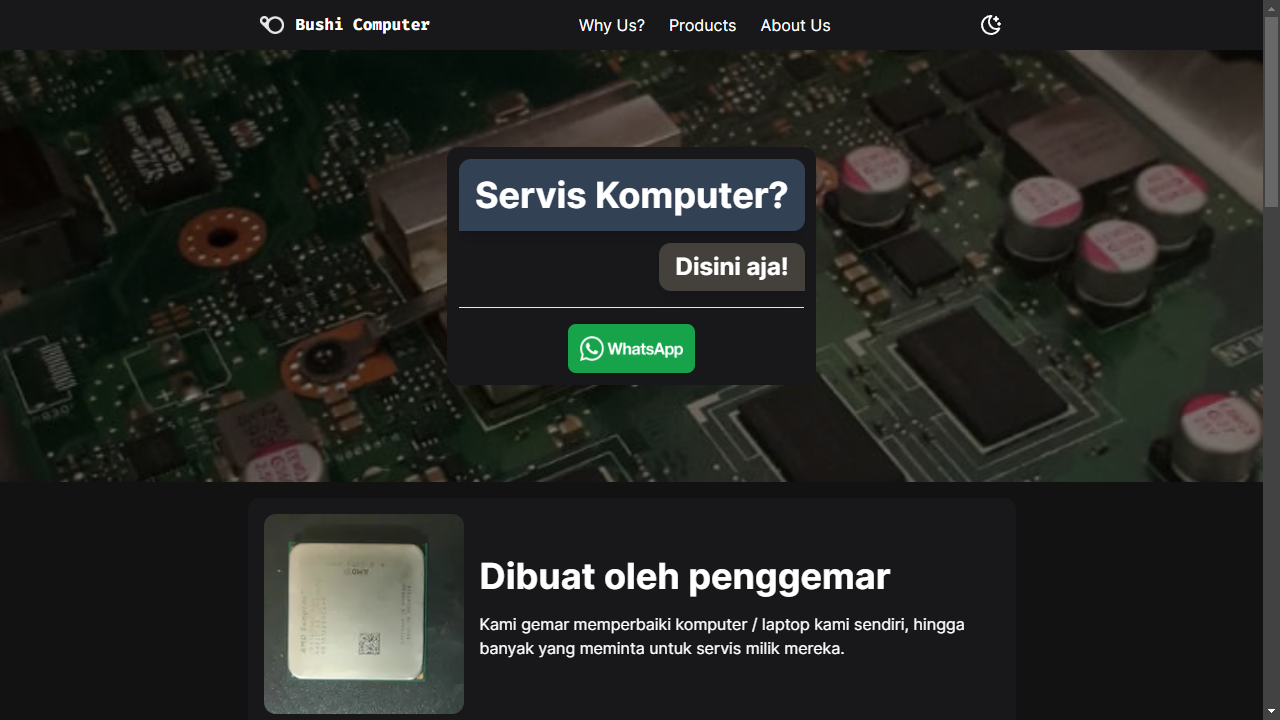 Bushi Computer
Why Us?
Products
About Us
Servis Komputer?
Disini aja!
WhatsApp
Dibuat oleh penggemar
Kami gemar memperbaiki komputer / laptop kami sendiri, hingga
banyak yang meminta untuk servis milik mereka.